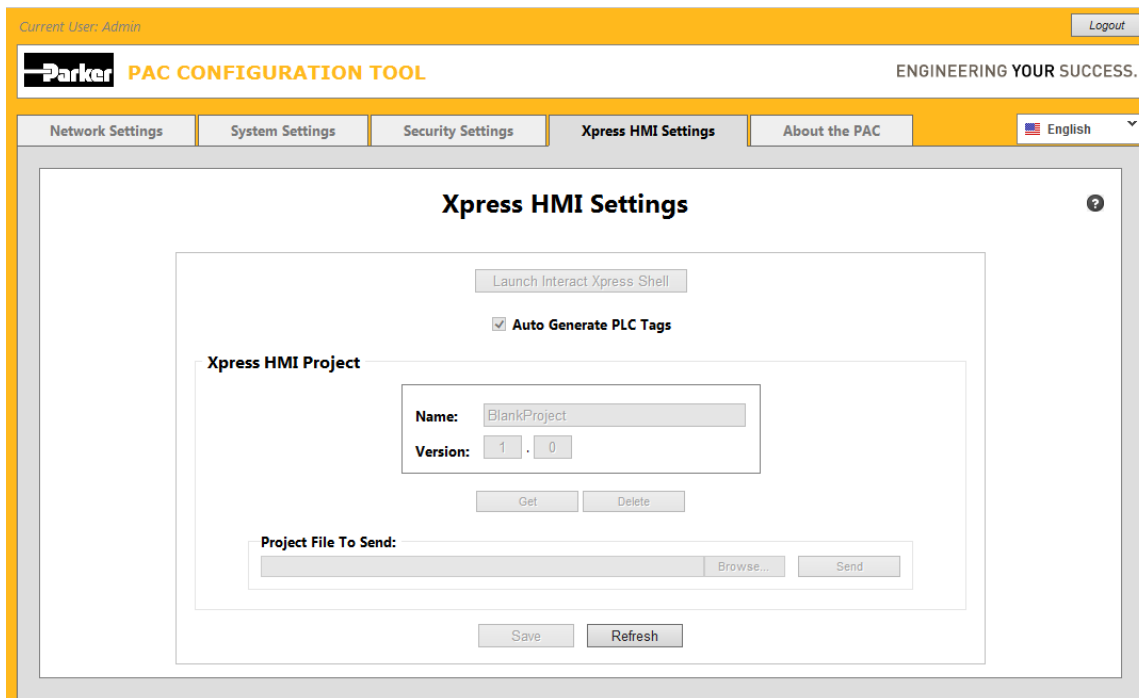 Current User: Admin Logout
Parker PAC CONFIGURATION TOOL ENGINEERING YOUR SUCCESS.
Network Settings System Settings Security Settings Xpress HMI Settings About the PAC English
Xpress HMI Settings ?
Launch Interact Xpress Shell
Auto Generate PLC Tags
Xpress HMI Project
Name: BlankProject
Version: 1 . 0
Get Delete
Project File To Send:
Browse... Send
Save Refresh